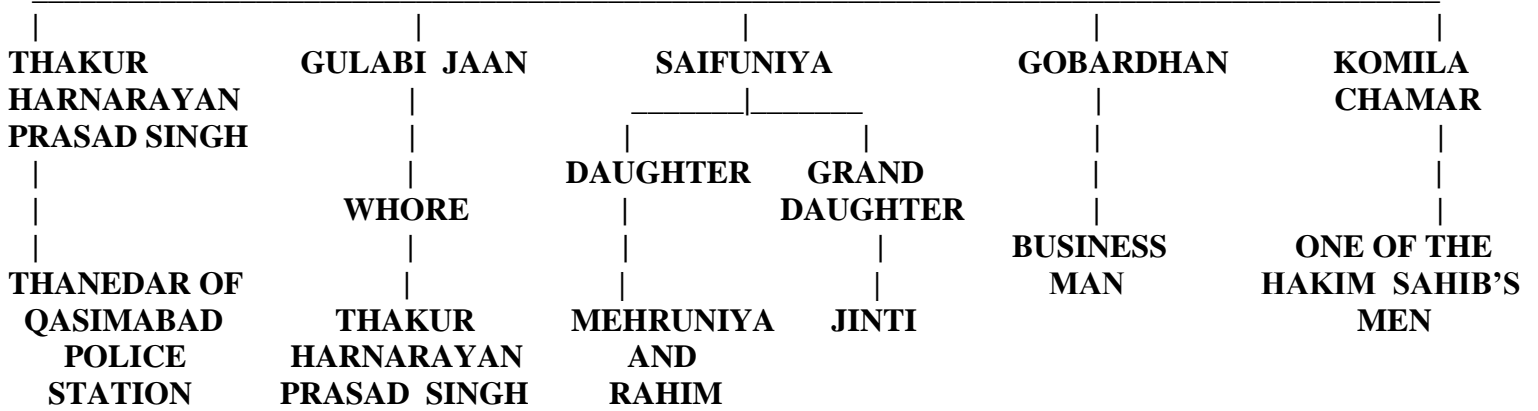 THAKUR GULABI JAAN SAIFUNIYA GOBARDHAN KOMILA
HARNARAYAN CHAMAR
PRASAD SINGH
DAUGHTER GRAND
WHORE DAUGHTER
BUSINESS ONE OF THE
THANEDAR OF MAN HAKIM SAHIB'S
QASIMABAD THAKUR MEHRUNIYA JINTI MEN
POLICE HARNARAYAN AND
STATION PRASAD SINGH RAHIM